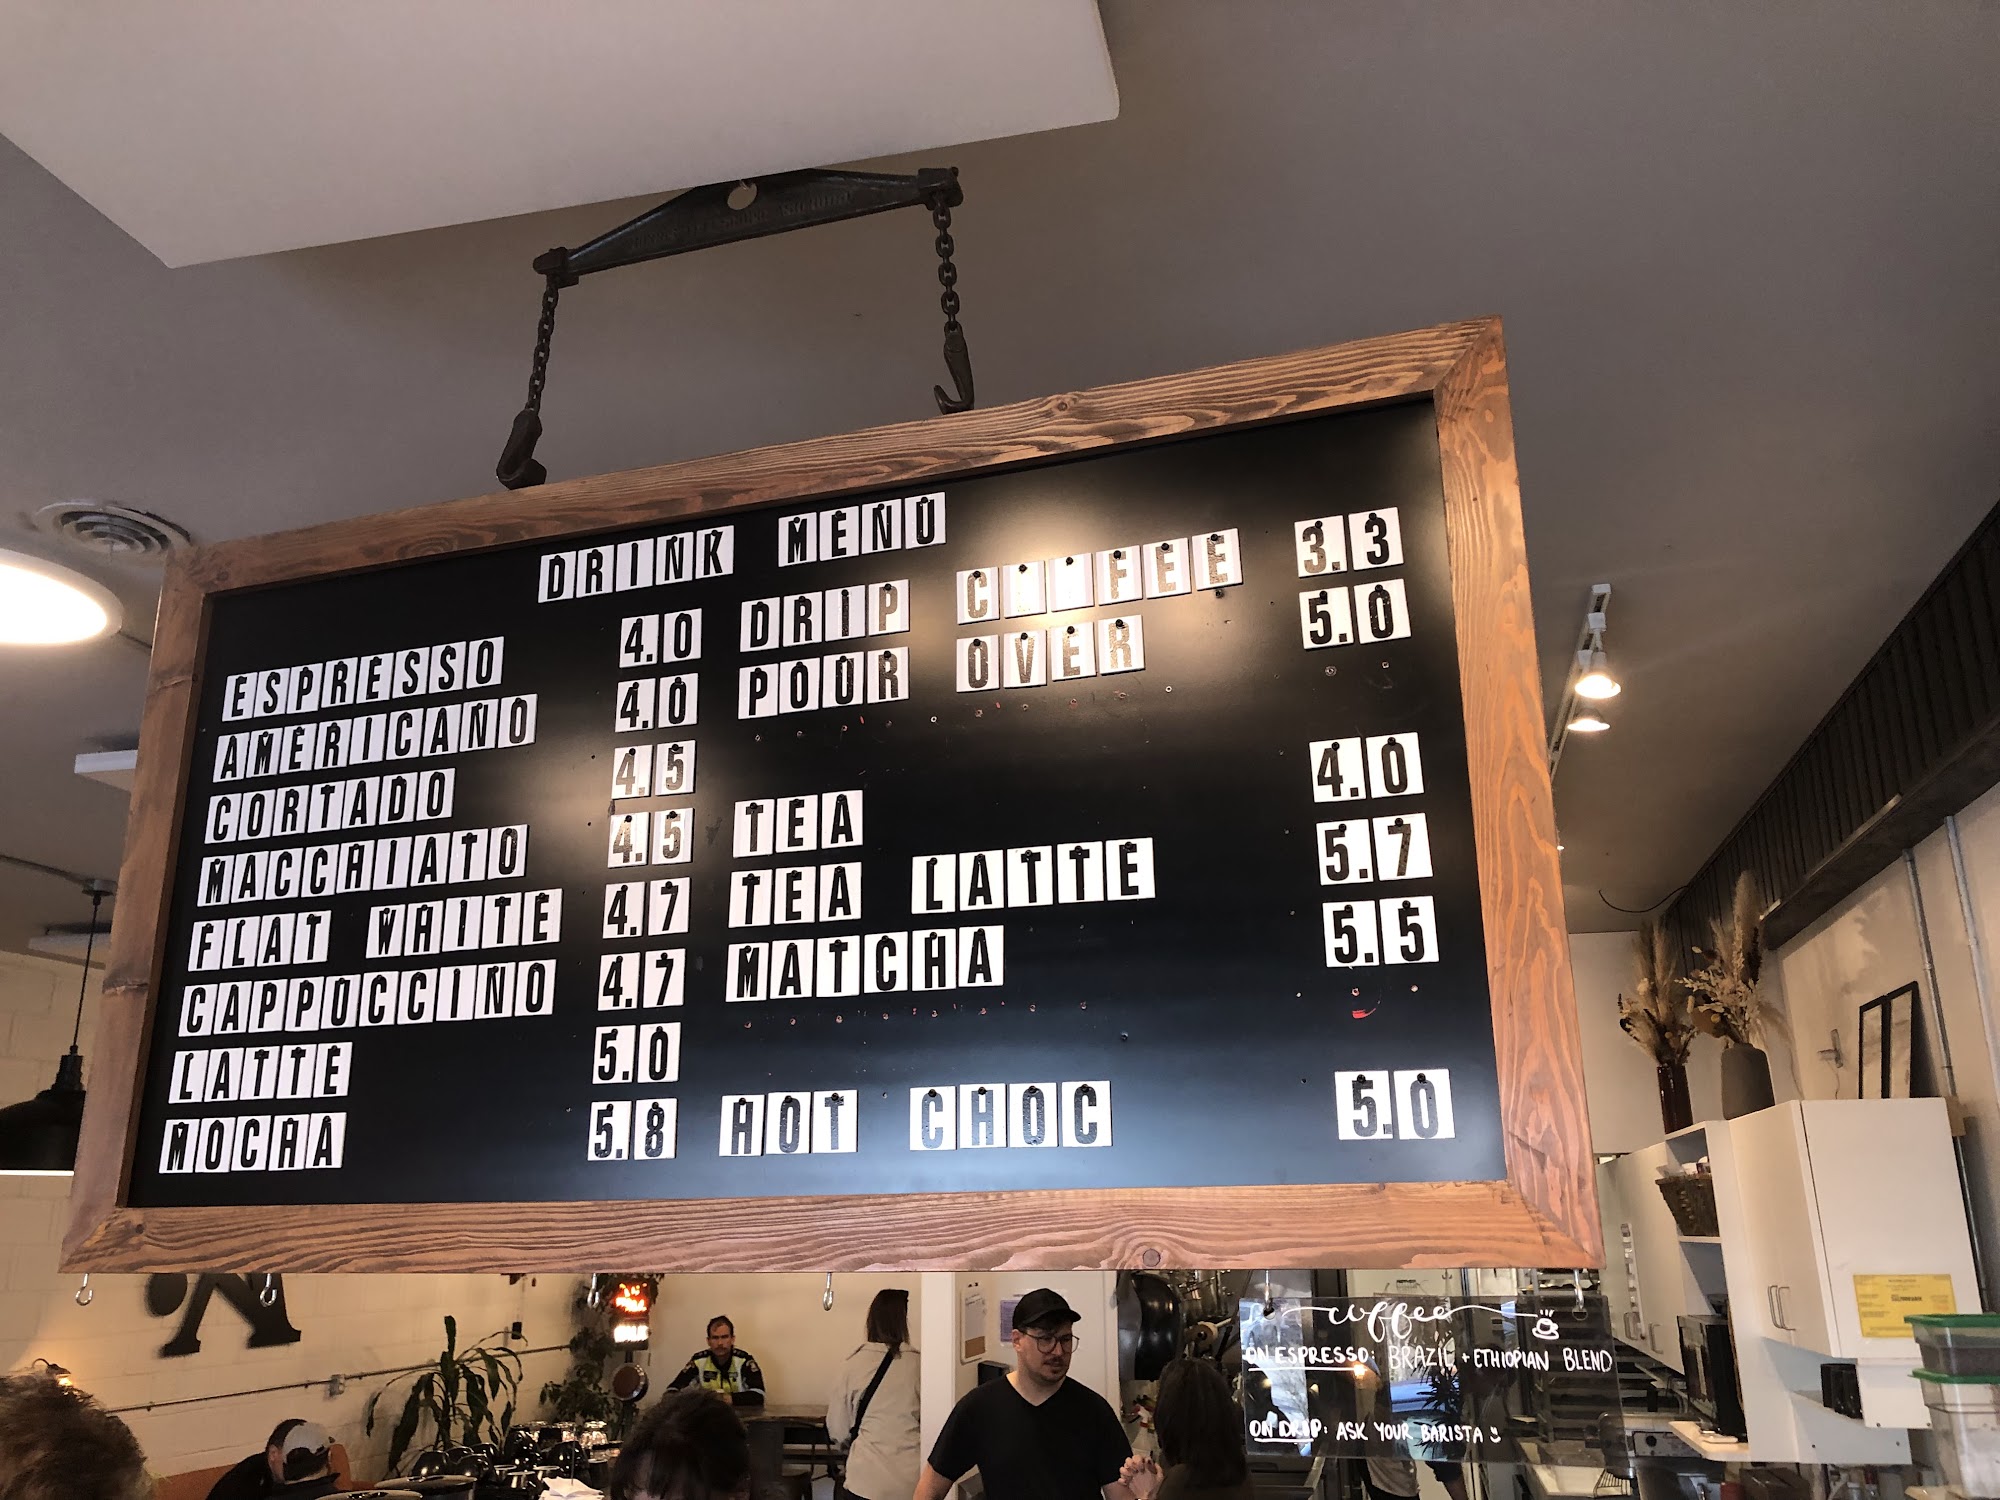 DRINK MENU
ESPRESSO 4.0
AMERICANO 4.0
CORTADO 4.5
MACCHIATO 4.5
FLAT WHITE 4.7
CAPPUCCINO 4.7
LATTE 5.0
MOCHA 5.8
DRIP COFFEE 3.3
POUR OVER 5.0
TEA 4.0
TEA LATTE 5.7
MATCHA 5.5
HOT CHOC 5.0
coffee
ON ESPRESSO: BRAZIL + ETHIOPIAN BLEND
ON DRIP: ASK YOUR BARISTA